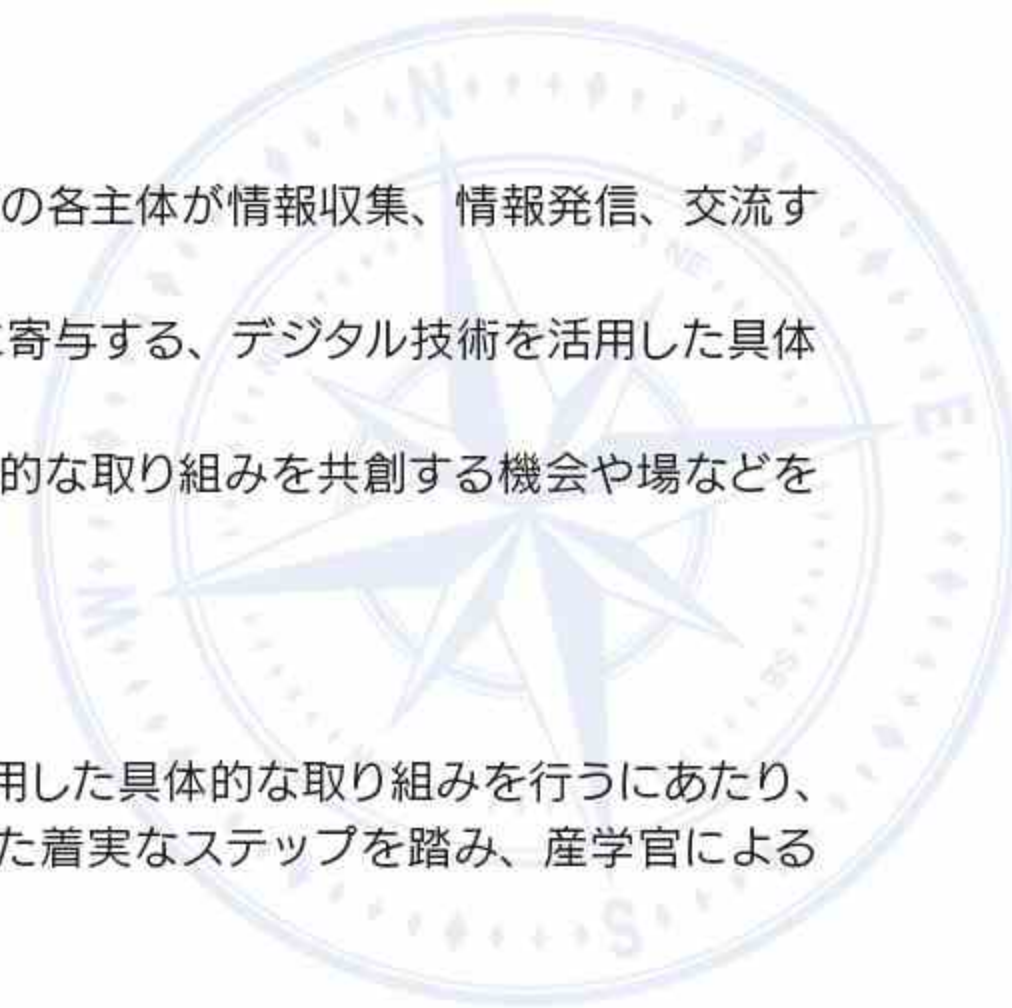 N
の各主体が情報収集、情報発信、交流す
NE
に寄与する、デジタル技術を活用した具体
E
的な取り組みを共創する機会や場などを
W
SE
用した具体的な取り組みを行うにあたり、
た着実なステップを踏み、産学官による
S